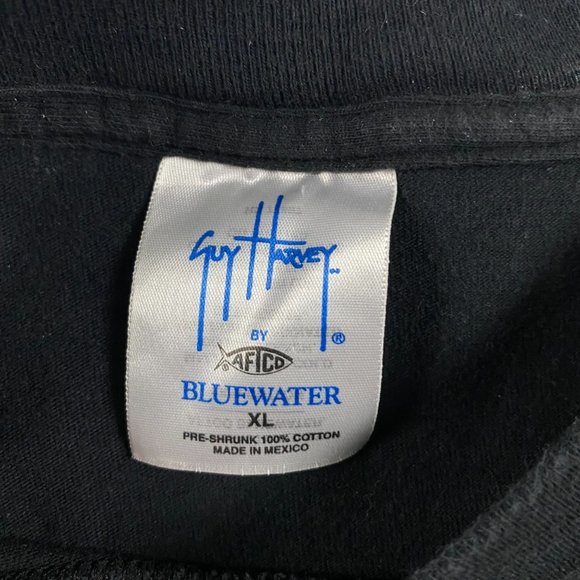 GUY HARVEY
®
BY
AFTCO
BLUEWATER
XL
PRE-SHRUNK 100% COTTON
MADE IN MEXICO